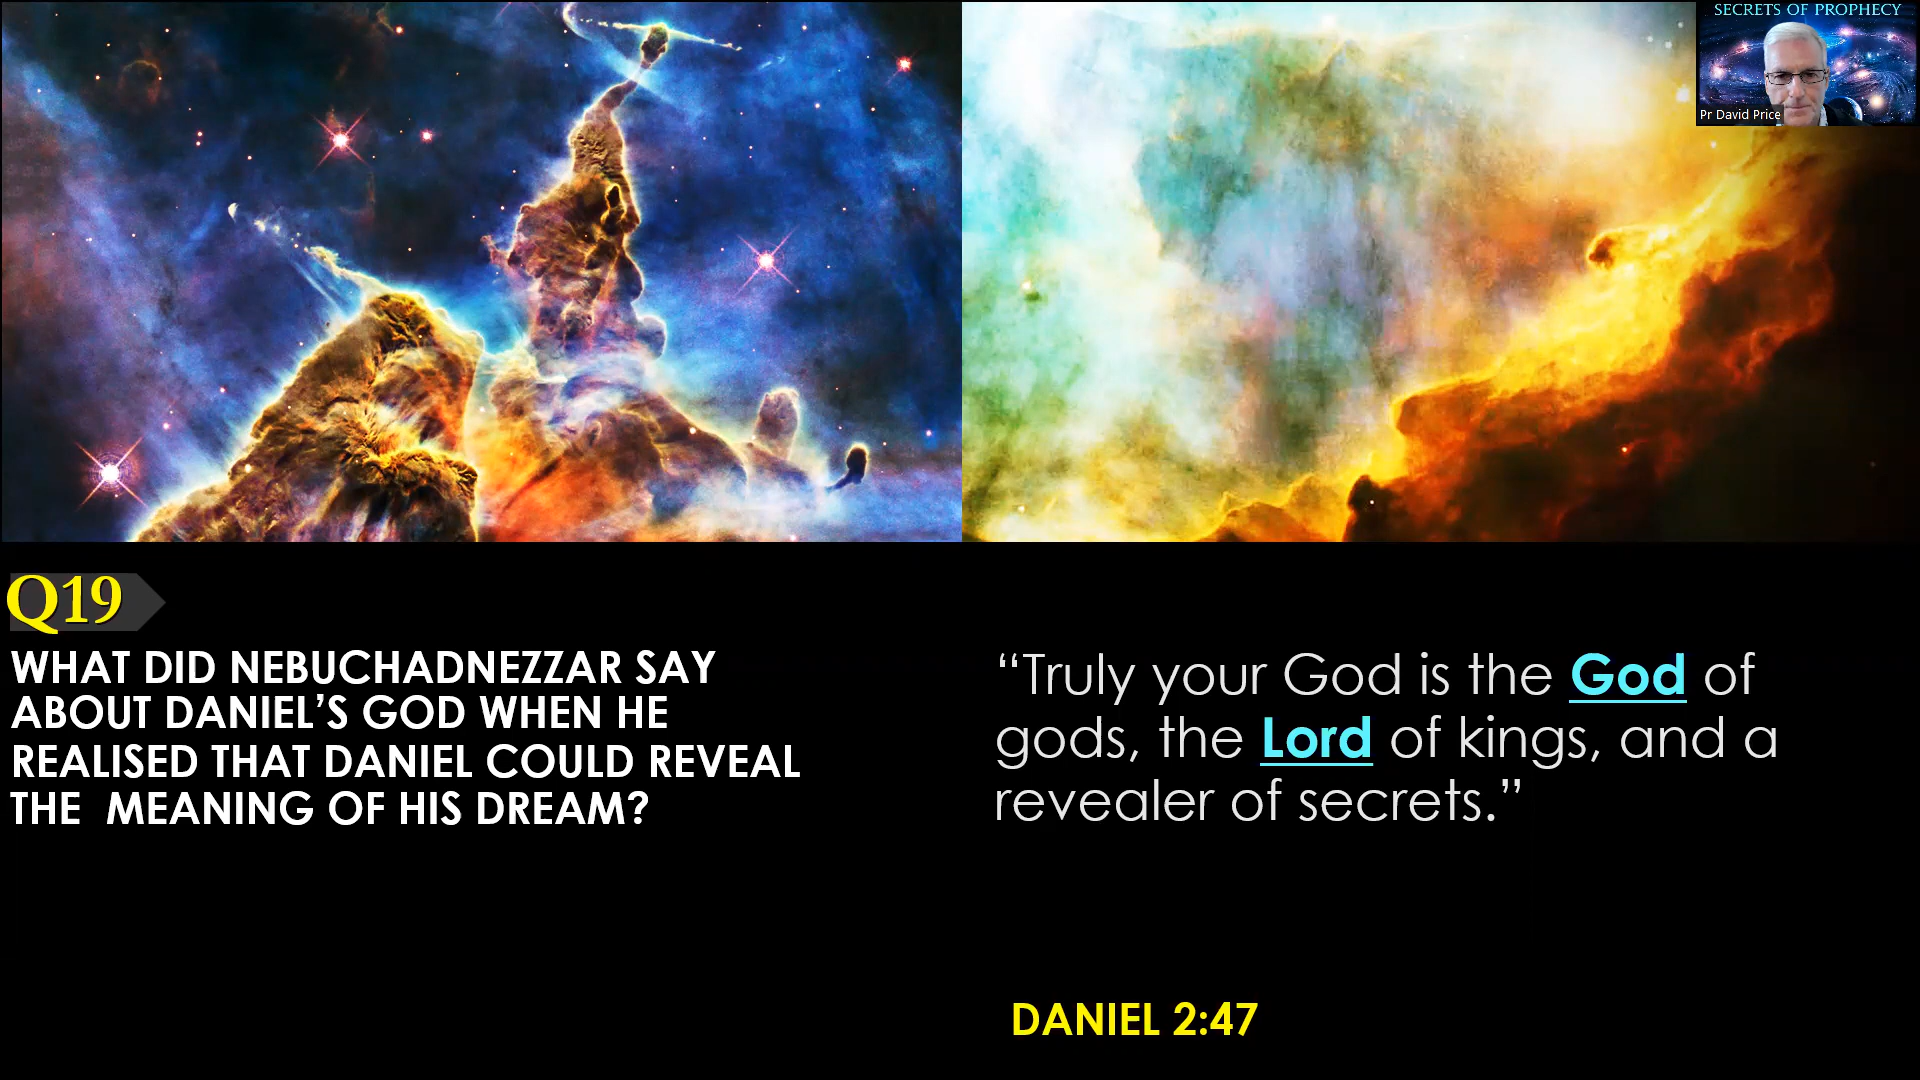 SECRETS OF PROPHECY
Pr David Price
Q19
WHAT DID NEBUCHADNEZZAR SAY
ABOUT DANIEL’S GOD WHEN HE
REALISED THAT DANIEL COULD REVEAL
THE  MEANING OF HIS DREAM?
“Truly your God is the God of
gods, the Lord of kings, and a
revealer of secrets.”
DANIEL 2:47